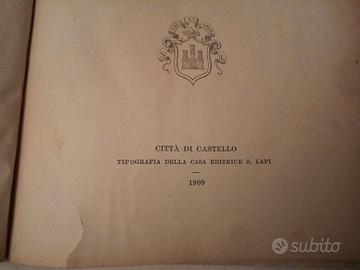 CITTÀ DI CASTELLO
TIPOGRAFIA DELLA CASA EDITRICE S. LAPI
1909
subito